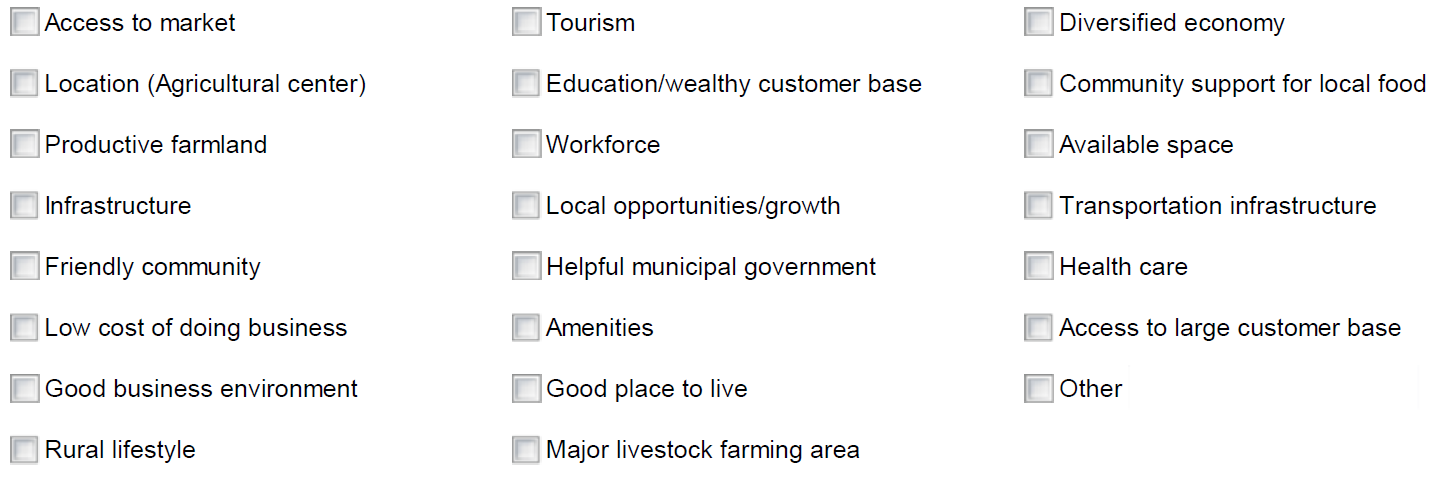 Access to market
Tourism
Diversified economy
Location (Agricultural center)
Education/wealthy customer base
Community support for local food
Productive farmland
Workforce
Available space
Infrastructure
Local opportunities/growth
Transportation infrastructure
Friendly community
Helpful municipal government
Health care
Low cost of doing business
Amenities
Access to large customer base
Good business environment
Good place to live
Other
Rural lifestyle
Major livestock farming area